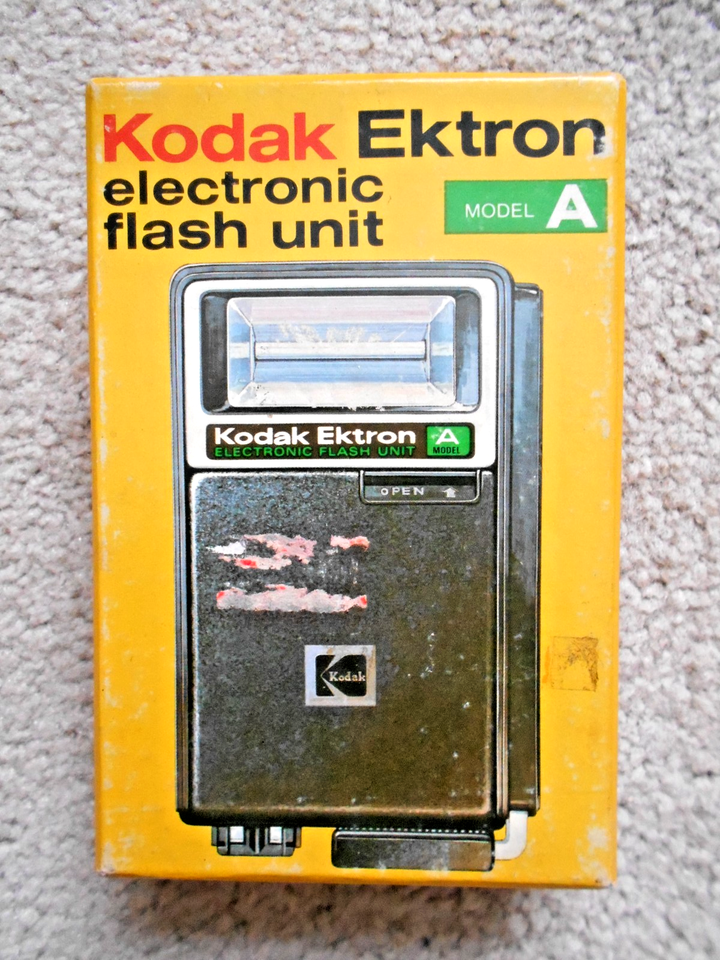 Kodak Ektron
electronic
flash unit
MODEL A
Kodak Ektron
ELECTRONIC FLASH UNIT
A
MODEL
OPEN
Kodak